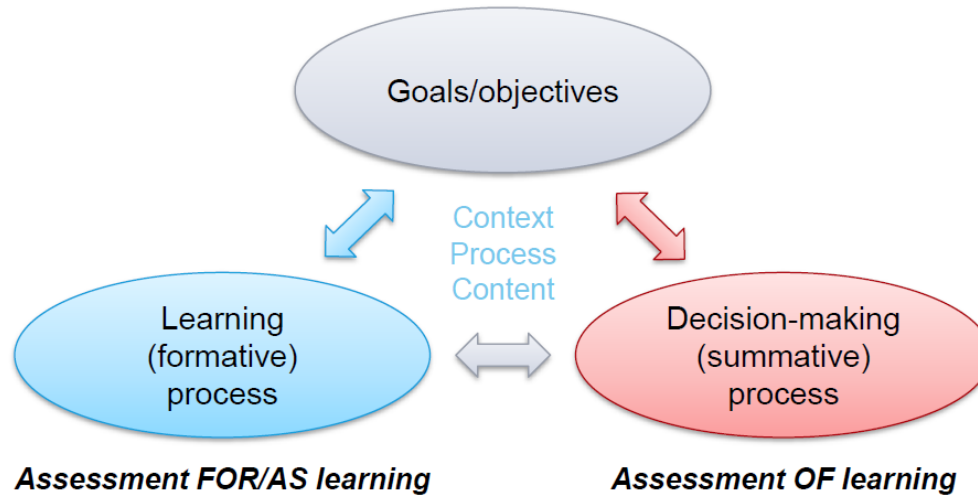 Goals/objectives
Context
Process
Content
Learning
(formative)
process
Decision-making
(summative)
process
Assessment FOR/AS learning
Assessment OF learning